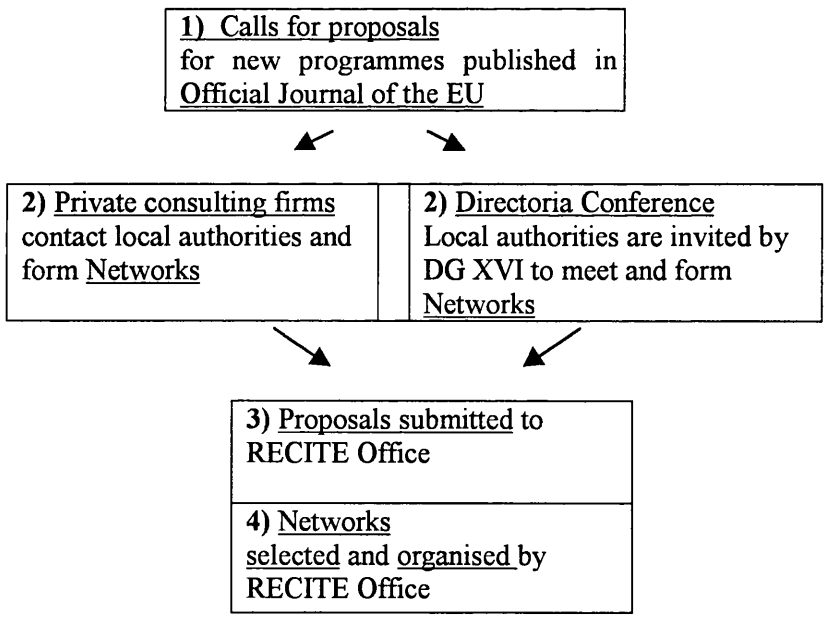 1) Calls for proposals
for new programmes published in
Official Journal of the EU
2) Private consulting firms
contact local authorities and
form Networks
2) Directoria Conference
Local authorities are invited by
DG XVI to meet and form
Networks
3) Proposals submitted to
RECITE Office
4) Networks
selected and organised by
RECITE Office